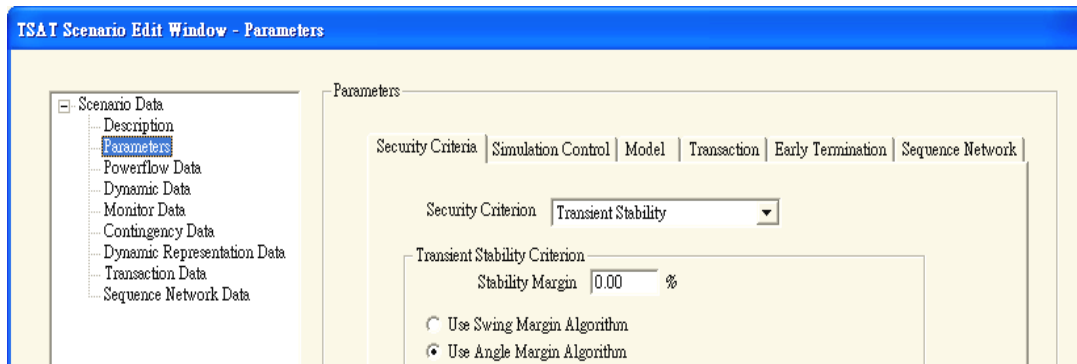 TSAT Scenario Edit Window - Parameters
Scenario Data
Description
Parameters
Powerflow Data
Dynamic Data
Monitor Data
Contingency Data
Dynamic Representation Data
Transaction Data
Sequence Network Data
Parameters
Security Criteria Simulation Control Model Transaction Early Termination Sequence Network
Security Criterion Transient Stability
Transient Stability Criterion
Stability Margin 0.00 %
Use Swing Margin Algorithm
Use Angle Margin Algorithm